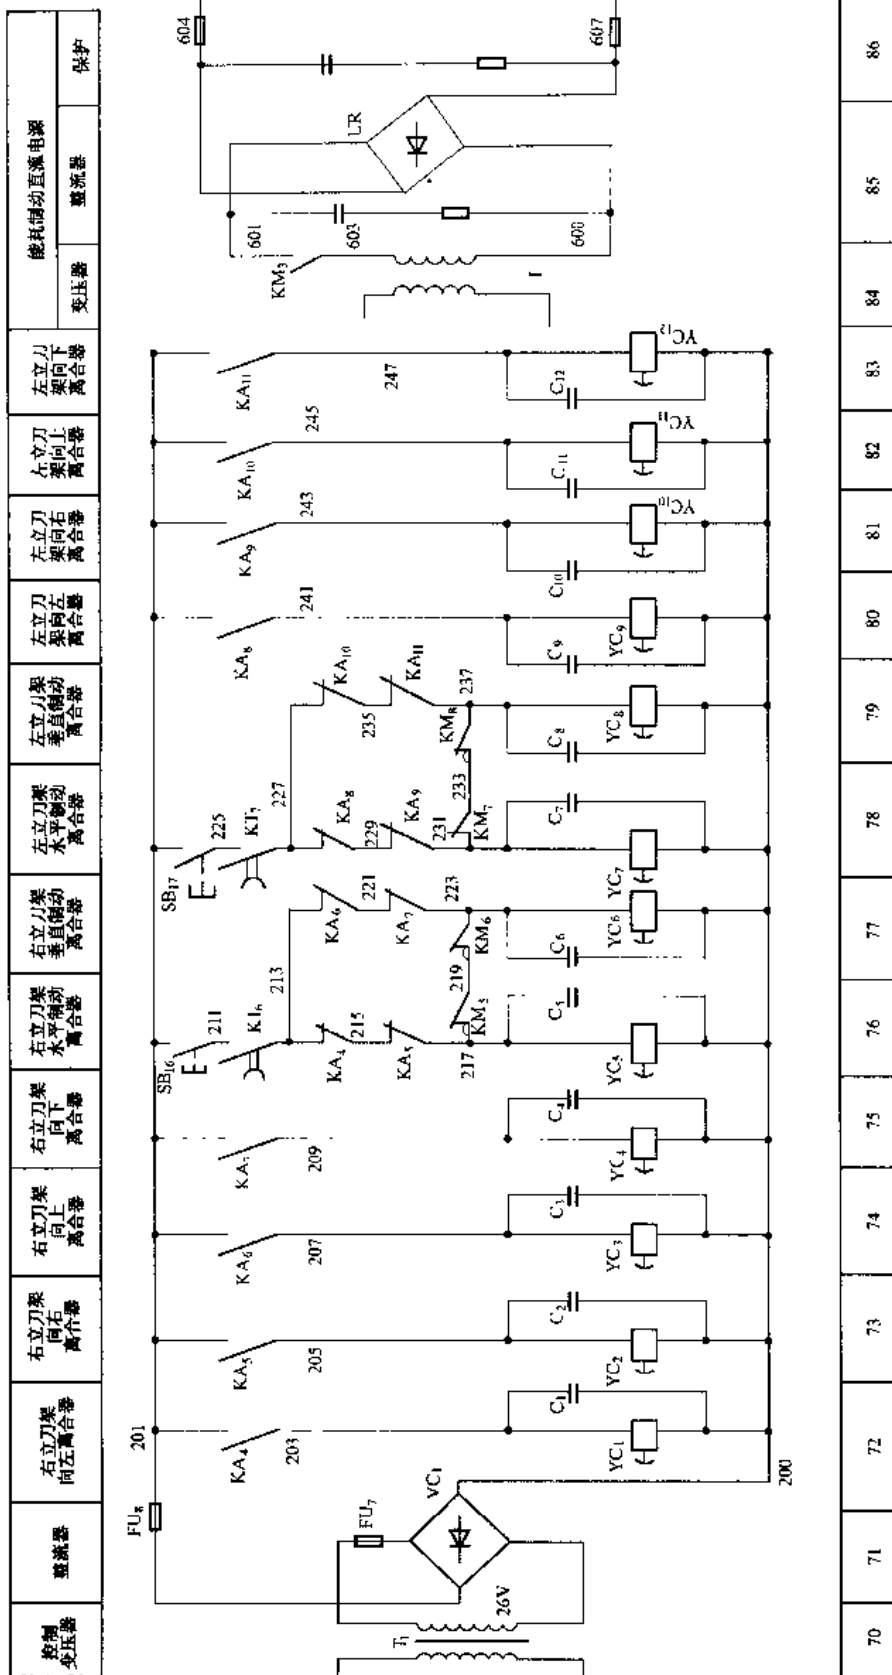 控制
变压器
整流器
右立刀架
向左离合器
右立刀架
向右
离合器
右立刀架
向上
离合器
右立刀架
向下
离合器
右立刀架
水平制动
离合器
右立刀架
垂直制动
离合器
左立刀架
水平制动
离合器
左立刀架
垂直制动
离合器
左立刀
架向左
离合器
左立刀
架向右
离合器
左立刀
架向上
离合器
左立刀
架向下
离合器
能耗制动直流电源
变压器
整流器
保护
T₁
26V
FU₇
FU₈
VC₁
201
200
KA₄
203
C₁
YC₁
KA₅
205
C₂
YC₂
KA₆
207
C₃
YC₃
KA₇
209
C₄
YC₄
SB₁₆
211
KT₆
213
KA₄
215
KA₅
217
KM₅
219
KM₆
C₅
YC₅
KA₆
221
KA₇
223
C₆
YC₆
SB₁₇
225
KT₇
227
KA₈
229
KA₉
231
KM₇
233
KM₈
C₇
YC₇
KA₁₀
235
KA₁₁
237
C₈
YC₈
KA₈
241
C₉
YC₉
KA₉
243
C₁₀
YC₁₀
KA₁₀
245
C₁₁
YC₁₁
KA₁₁
247
C₁₂
YC₁₂
KM₃
601
603
600
UR
604
607
70
71
72
73
74
75
76
77
78
79
80
81
82
83
84
85
86